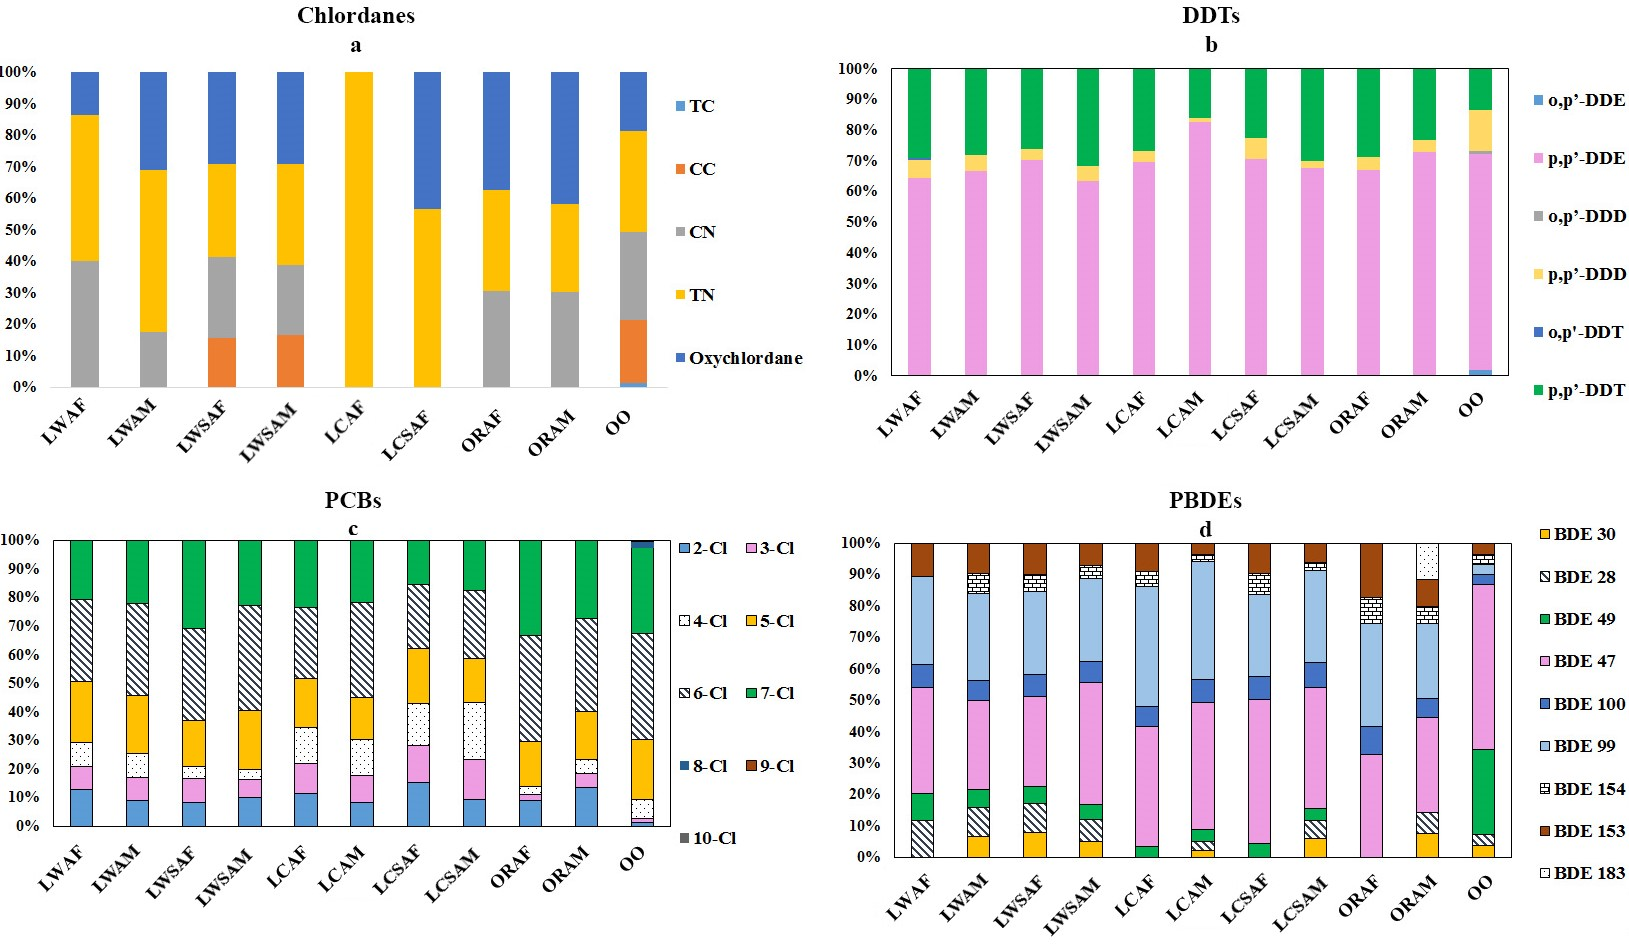 Chlordanes
a
100%
90%
80%
70%
60%
50%
40%
30%
20%
10%
0%
LWAF
LWAM
LWSAF
LWSAM
LCAF
LCSAF
ORAF
ORAM
OO
TC
CC
CN
TN
Oxychlordane
DDTs
b
100%
90%
80%
70%
60%
50%
40%
30%
20%
10%
0%
LWAF
LWAM
LWSAF
LWSAM
LCAF
LCAM
LCSAF
LCSAM
ORAF
ORAM
OO
o,p’-DDE
p,p’-DDE
o,p’-DDD
p,p’-DDD
o,p'-DDT
p,p’-DDT
PCBs
c
100%
90%
80%
70%
60%
50%
40%
30%
20%
10%
0%
LWAF
LWAM
LWSAF
LWSAM
LCAF
LCAM
LCSAF
LCSAM
ORAF
ORAM
OO
2-Cl 3-Cl
4-Cl 5-Cl
6-Cl 7-Cl
8-Cl 9-Cl
10-Cl
PBDEs
d
100%
90%
80%
70%
60%
50%
40%
30%
20%
10%
0%
LWAF
LWAM
LWSAF
LWSAM
LCAF
LCAM
LCSAF
LCSAM
ORAF
ORAM
OO
BDE 30
BDE 28
BDE 49
BDE 47
BDE 100
BDE 99
BDE 154
BDE 153
BDE 183